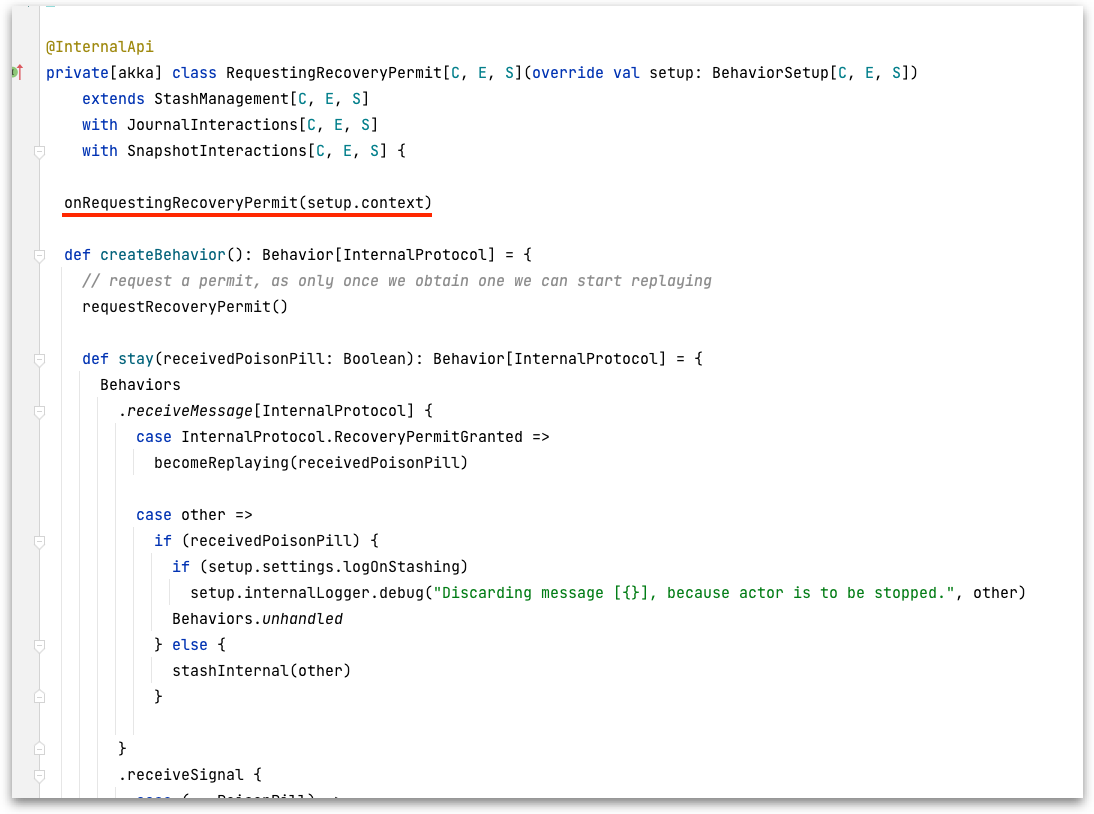 @InternalApi
private[akka] class RequestingRecoveryPermit[C, E, S](override val setup: BehaviorSetup[C, E, S])
    extends StashManagement[C, E, S]
    with JournalInteractions[C, E, S]
    with SnapshotInteractions[C, E, S] {

  onRequestingRecoveryPermit(setup.context)

  def createBehavior(): Behavior[InternalProtocol] = {
    // request a permit, as only once we obtain one we can start replaying
    requestRecoveryPermit()

    def stay(receivedPoisonPill: Boolean): Behavior[InternalProtocol] = {
      Behaviors
        .receiveMessage[InternalProtocol] {
          case InternalProtocol.RecoveryPermitGranted =>
            becomeReplaying(receivedPoisonPill)

          case other =>
            if (receivedPoisonPill) {
              if (setup.settings.logOnStashing)
                setup.internalLogger.debug("Discarding message [{}], because actor is to be stopped.", other)
              Behaviors.unhandled
            } else {
              stashInternal(other)
            }

        }
        .receiveSignal {